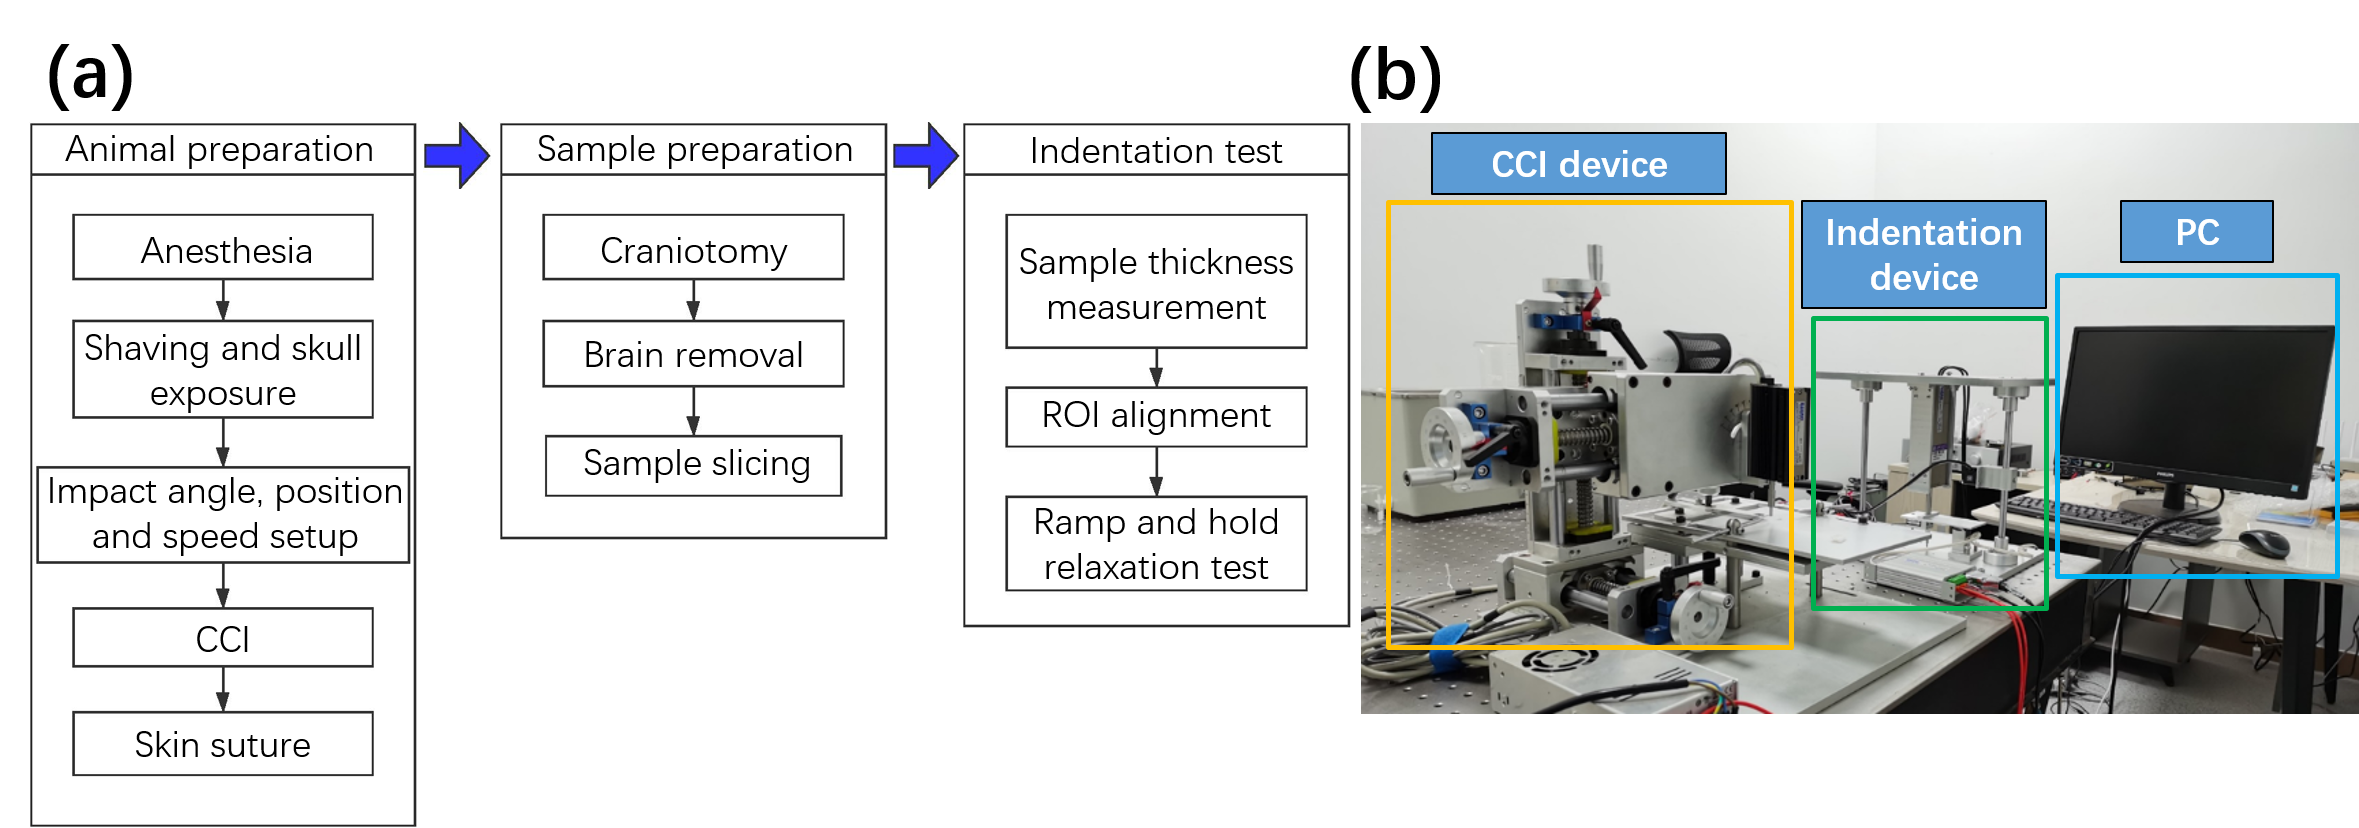 (a)
Animal preparation
Anesthesia
Shaving and skull
exposure
Impact angle, position
and speed setup
CCI
Skin suture
Sample preparation
Craniotomy
Brain removal
Sample slicing
Indentation test
Sample thickness
measurement
ROI alignment
Ramp and hold
relaxation test
(b)
CCI device
Indentation
device
PC
PHILIPS